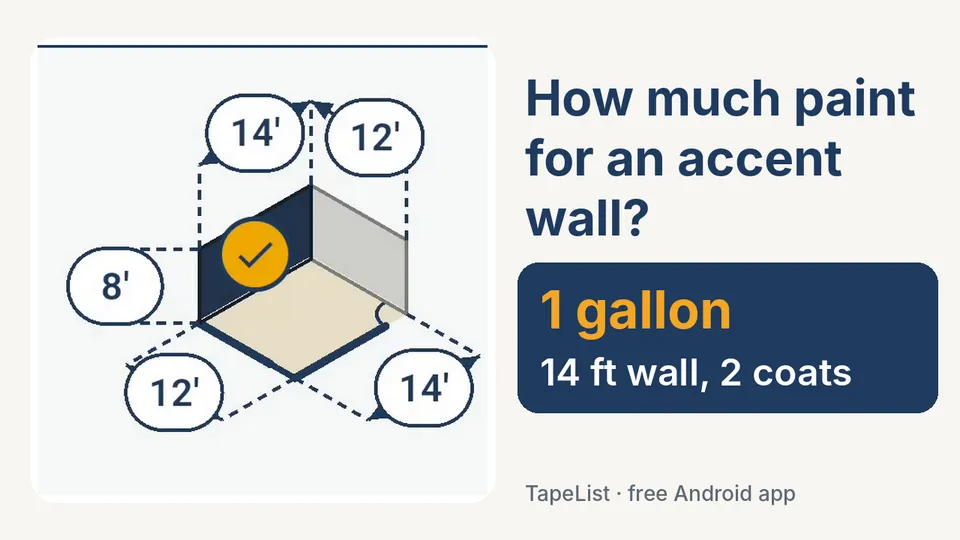 14' 12'
8'
12' 14'
How much paint
for an accent
wall?
1 gallon
14 ft wall, 2 coats
TapeList · free Android app